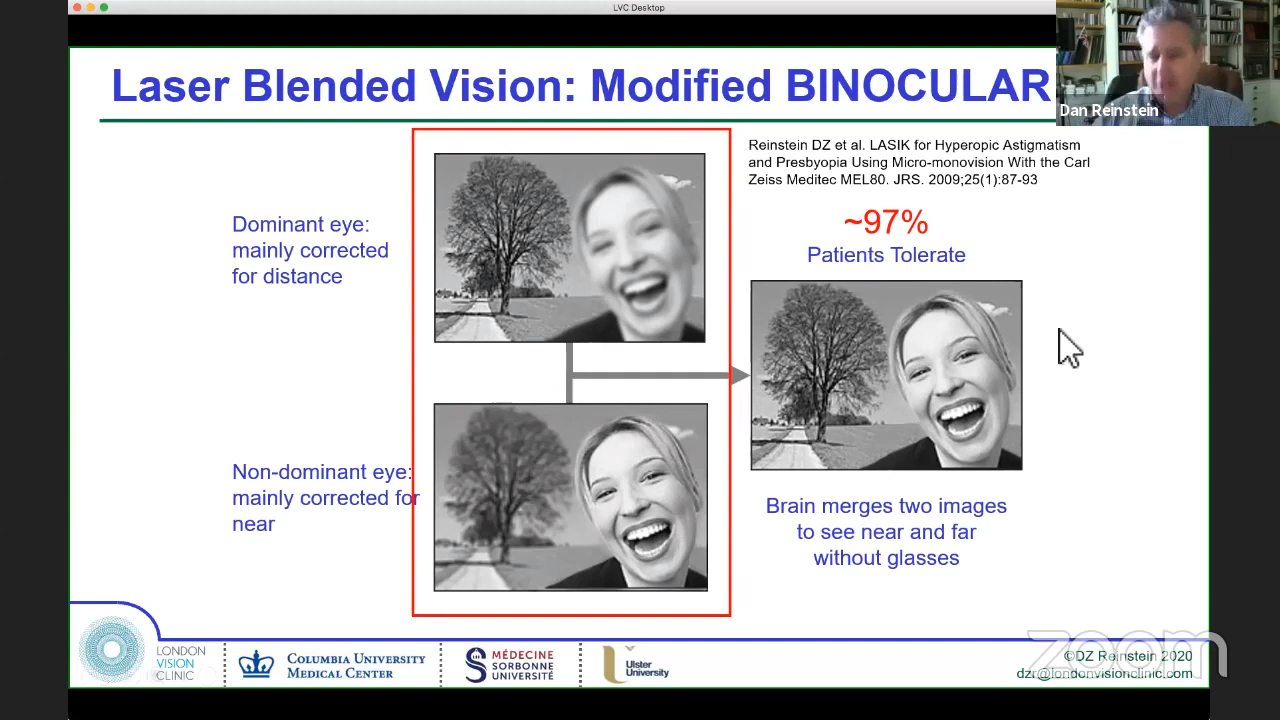 LVC Desktop
Laser Blended Vision: Modified BINOCULAR
Dan Reinstein
Reinstein DZ et al. LASIK for Hyperopic Astigmatism
and Presbyopia Using Micro-monovision With the Carl
Zeiss Meditec MEL80. JRS. 2009;25(1):87-93
Dominant eye:
mainly corrected
for distance
~97%
Patients Tolerate
Non-dominant eye:
mainly corrected for
near
Brain merges two images
to see near and far
without glasses
LONDON
VISION
CLINIC
COLUMBIA UNIVERSITY
MEDICAL CENTER
MÉDECINE
SORBONNE
UNIVERSITÉ
Ulster
University
©DZ Reinstein 2020
dzr@londonvisionclinic.com
zoom